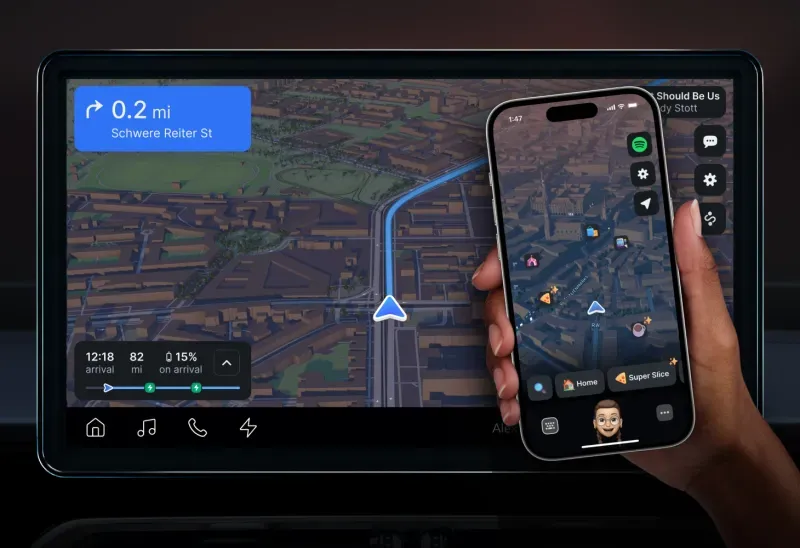 0.2 mi
Schwere Reiter St
Should Be Us
dy Stott
1:47
12:18
arrival
82
mi
15%
on arrival
Home
Super Slice